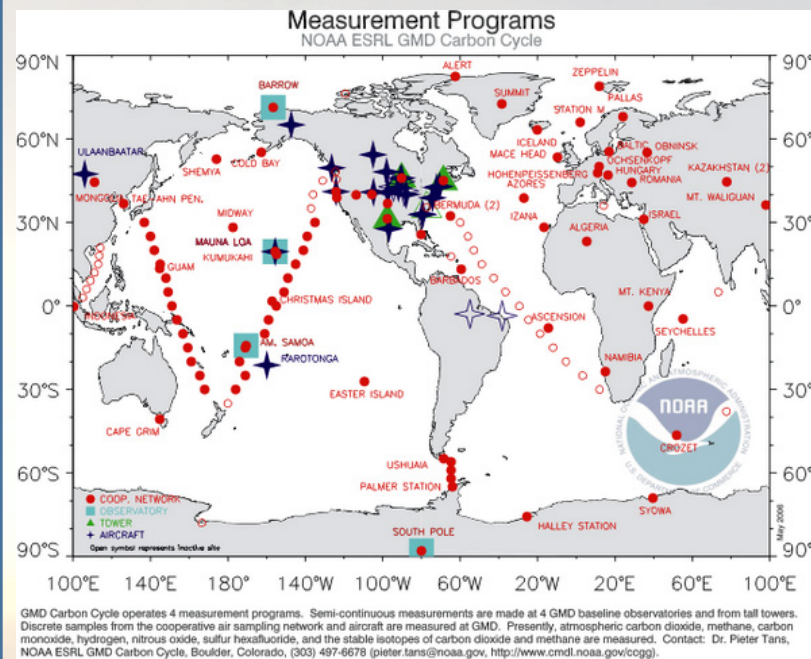 Measurement Programs
NOAA ESRL GMD Carbon Cycle
90°N
65°N
60°N
30°N
0°
30°S
60°S
90°S
90°N
60°N
30°N
0°
30°S
60°S
90°S
ALERT
BARROW
ZEPPELIN
SUMMIT
PALLAS
STATION M
ULAANBAATAR
ICELAND
BALTIC
OBNINSK
COLD BAY
MACE HEAD
OCHSENKOPF
SHEMYA
HOHENPEISSENBERG
HUNGARY
KAZAKHSTAN (2)
AZORES
ROMANIA
TAE-AHN PEN.
BERMUDA (2)
MT. WALIGUAN
MIDWAY
IZANA
ISRAEL
MAUNA LOA
ALGERIA
KUMUKAHI
GUAM
BARBADOS
CHRISTMAS ISLAND
MT. KENYA
INDONESIA
ASCENSION
SEYCHELLES
AM. SAMOA
RAROTONGA
NAMIBIA
EASTER ISLAND
NOAA
CAPE GRIM
CROZET
USHUAIA
PALMER STATION
SYOWA
HALLEY STATION
SOUTH POLE
COOP. NETWORK
OBSERVATORY
TOWER
AIRCRAFT
Open symbol represents inactive site
May 2006
100°E 140°E 180° 140°W 100°W 60°W 20°W 20°E 60°E 100°E
GMD Carbon Cycle operates 4 measurement programs. Semi-continuous measurements are made at 4 GMD baseline observatories and from tall towers.
Discrete samples from the cooperative air sampling network and aircraft are measured at GMD. Presently, atmospheric carbon dioxide, methane, carbon
monoxide, hydrogen, nitrous oxide, sulfur hexafluoride, and the stable isotopes of carbon dioxide and methane are measured. Contact: Dr. Pieter Tans,
NOAA ESRL GMD Carbon Cycle, Boulder, Colorado, (303) 497-6678 (pieter.tans@noaa.gov, http://www.cmdl.noaa.gov/ccgg).